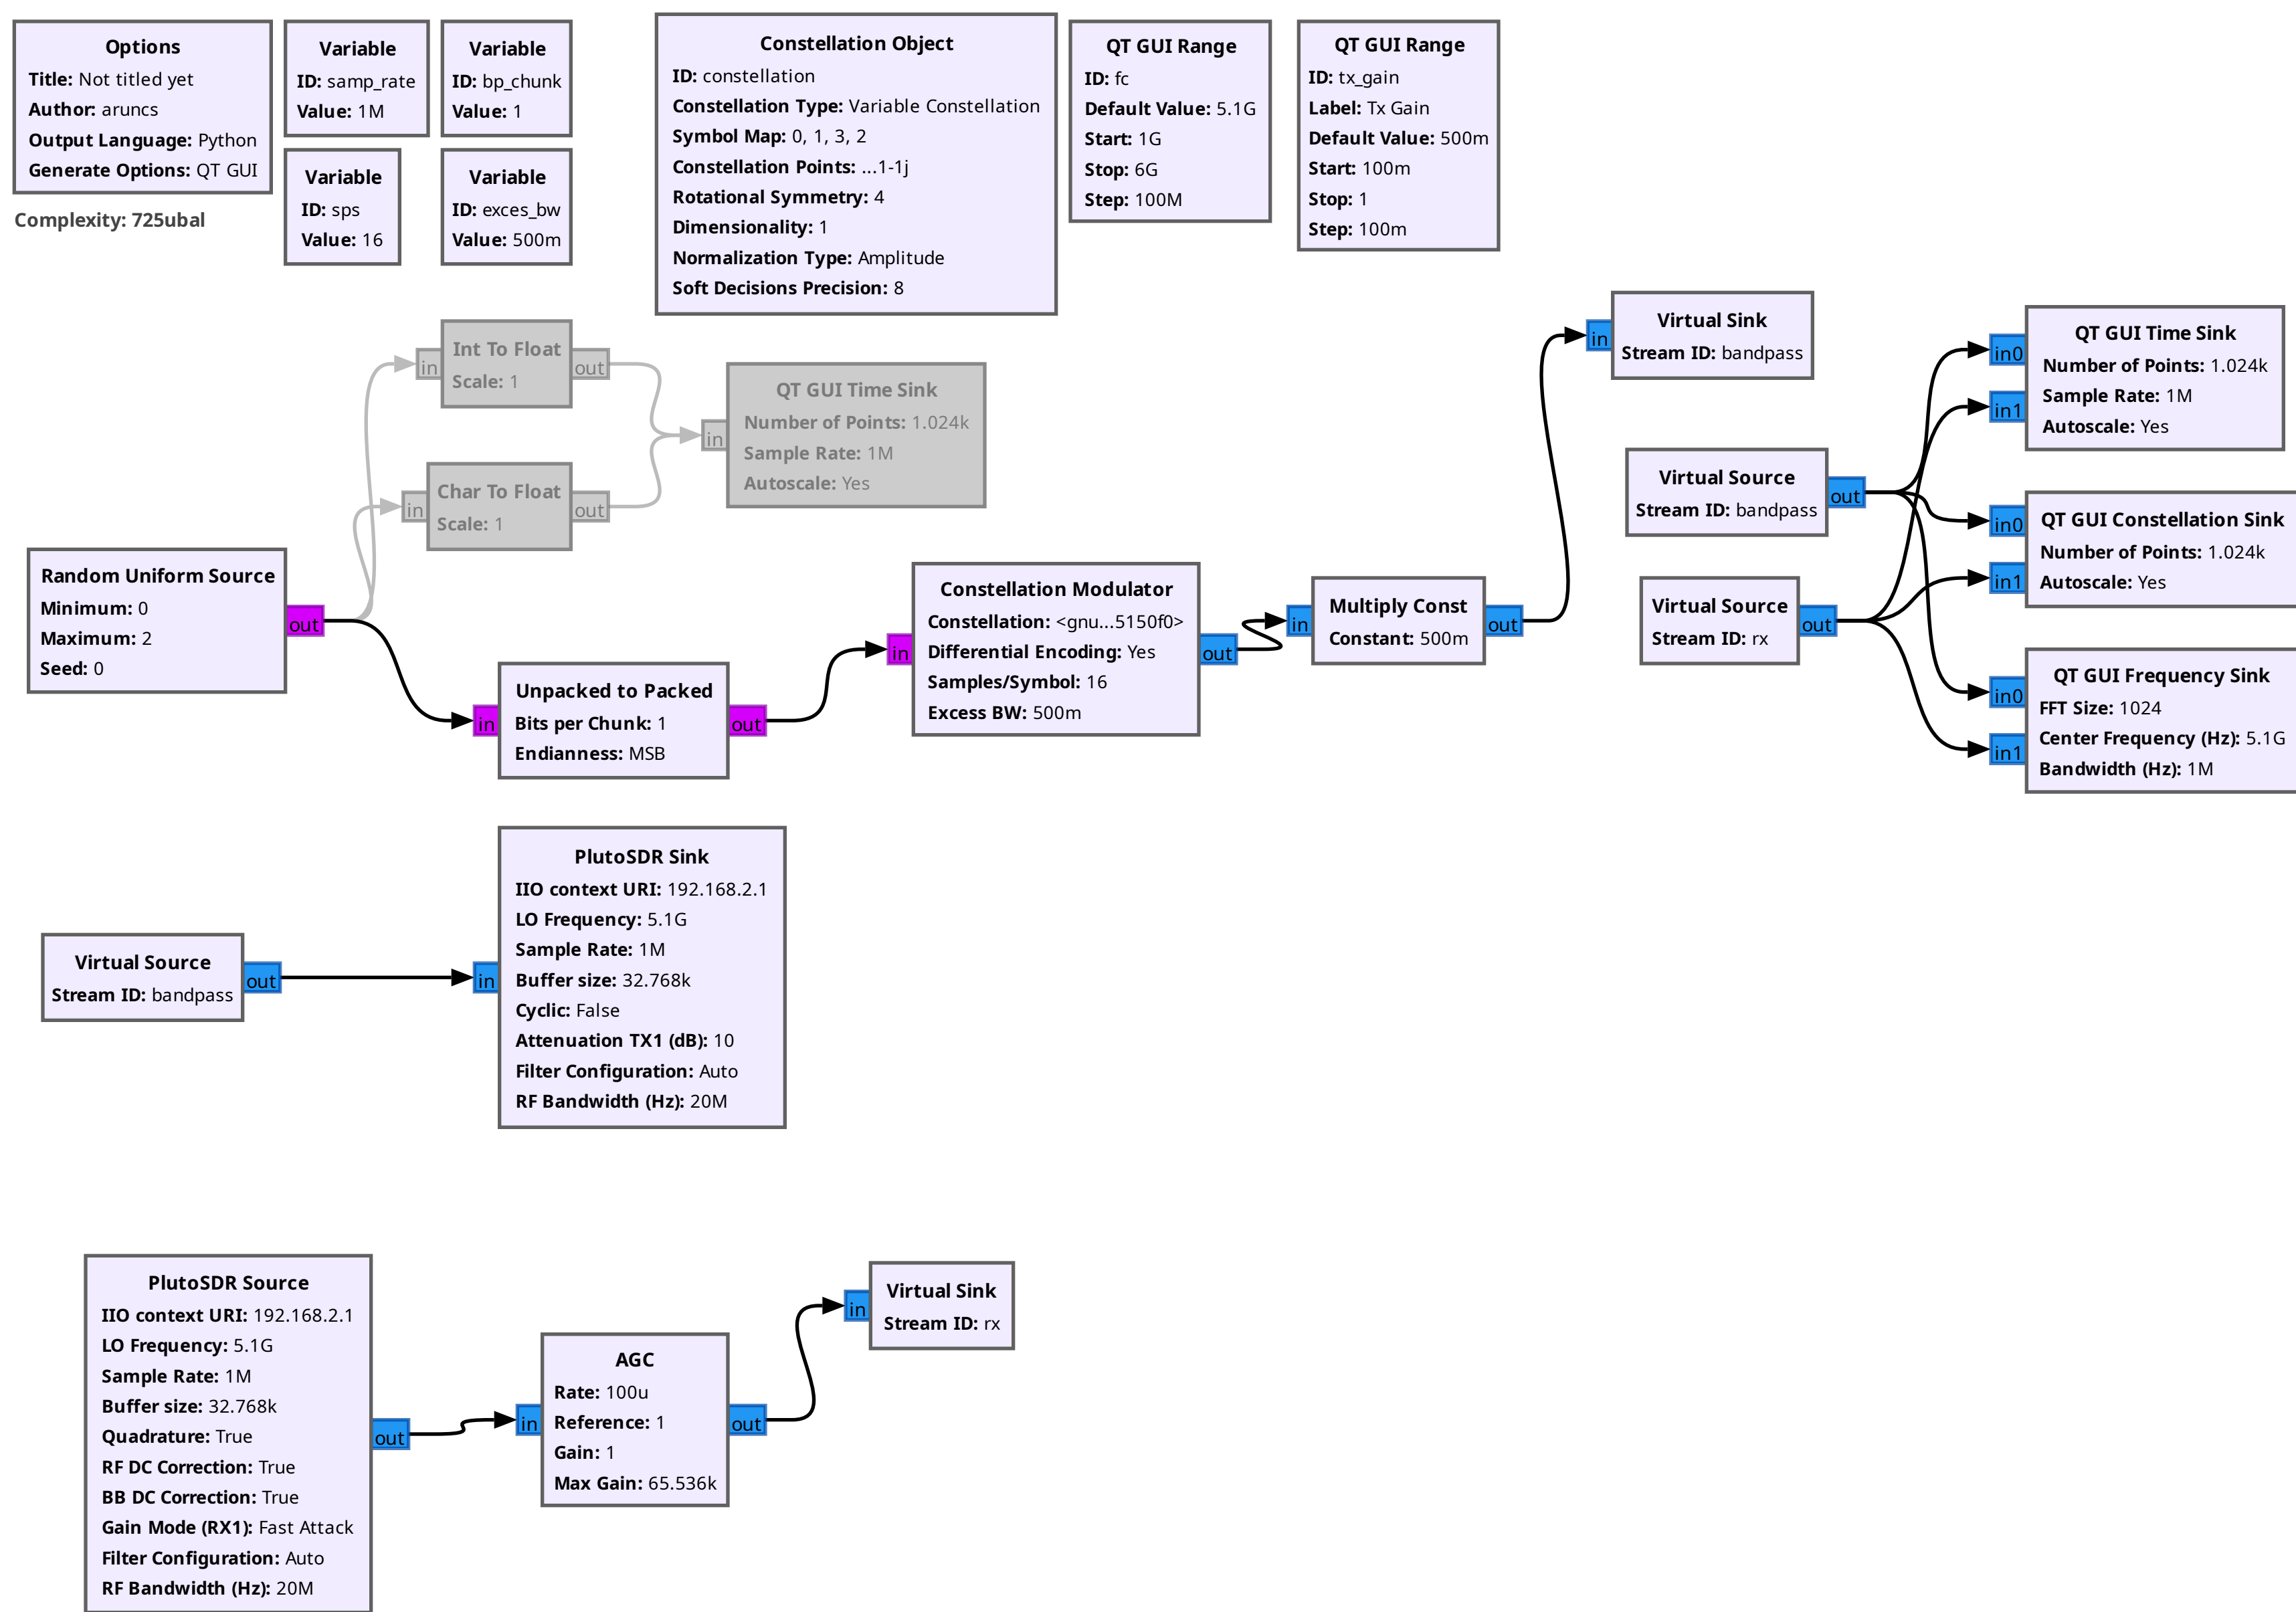 Options
Title: Not titled yet
Author: aruncs
Output Language: Python
Generate Options: QT GUI
Complexity: 725ubal
Variable
ID: samp_rate
Value: 1M
Variable
ID: bp_chunk
Value: 1
Variable
ID: sps
Value: 16
Variable
ID: exces_bw
Value: 500m
Constellation Object
ID: constellation
Constellation Type: Variable Constellation
Symbol Map: 0, 1, 3, 2
Constellation Points: ...1-1j
Rotational Symmetry: 4
Dimensionality: 1
Normalization Type: Amplitude
Soft Decisions Precision: 8
QT GUI Range
ID: fc
Default Value: 5.1G
Start: 1G
Stop: 6G
Step: 100M
QT GUI Range
ID: tx_gain
Label: Tx Gain
Default Value: 500m
Start: 100m
Stop: 1
Step: 100m
in
Int To Float
Scale: 1
out
in
Char To Float
Scale: 1
out
in
QT GUI Time Sink
Number of Points: 1.024k
Sample Rate: 1M
Autoscale: Yes
Random Uniform Source
Minimum: 0
Maximum: 2
Seed: 0
out
in
Unpacked to Packed
Bits per Chunk: 1
Endianness: MSB
out
in
Constellation Modulator
Constellation: <gnu...5150f0>
Differential Encoding: Yes
Samples/Symbol: 16
Excess BW: 500m
out
in
Multiply Const
Constant: 500m
out
in
Virtual Sink
Stream ID: bandpass
Virtual Source
Stream ID: bandpass
out
Virtual Source
Stream ID: rx
out
in0
in1
QT GUI Time Sink
Number of Points: 1.024k
Sample Rate: 1M
Autoscale: Yes
in0
in1
QT GUI Constellation Sink
Number of Points: 1.024k
Autoscale: Yes
in0
in1
QT GUI Frequency Sink
FFT Size: 1024
Center Frequency (Hz): 5.1G
Bandwidth (Hz): 1M
Virtual Source
Stream ID: bandpass
out
in
PlutoSDR Sink
IIO context URI: 192.168.2.1
LO Frequency: 5.1G
Sample Rate: 1M
Buffer size: 32.768k
Cyclic: False
Attenuation TX1 (dB): 10
Filter Configuration: Auto
RF Bandwidth (Hz): 20M
PlutoSDR Source
IIO context URI: 192.168.2.1
LO Frequency: 5.1G
Sample Rate: 1M
Buffer size: 32.768k
Quadrature: True
RF DC Correction: True
BB DC Correction: True
Gain Mode (RX1): Fast Attack
Filter Configuration: Auto
RF Bandwidth (Hz): 20M
out
in
AGC
Rate: 100u
Reference: 1
Gain: 1
Max Gain: 65.536k
out
in
Virtual Sink
Stream ID: rx